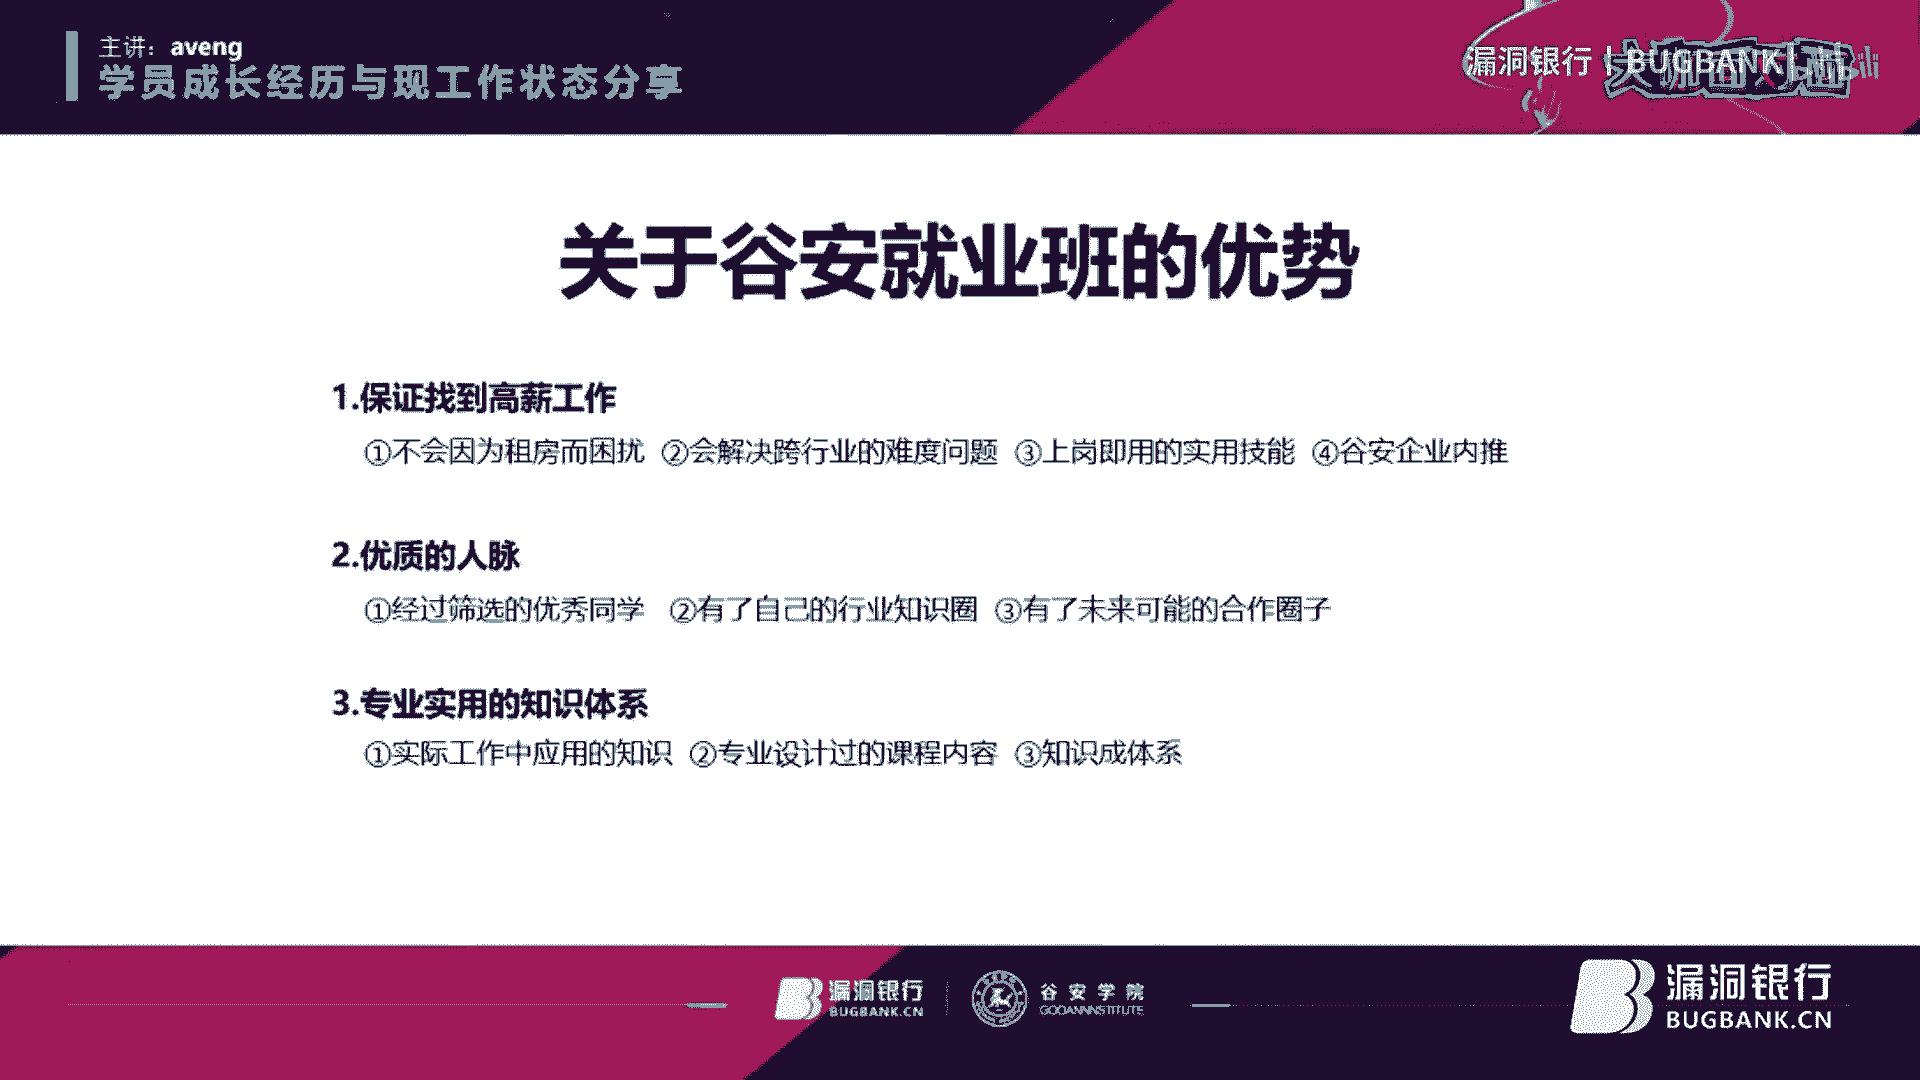 主讲：aveng
学员成长经历与现工作状态分享
漏洞银行 | BUGBANK
大咖面对面
关于谷安就业班的优势
1.保证找到高薪工作
①不会因为租房而困扰 ②会解决跨行业的难度问题 ③上岗即用的实用技能 ④谷安企业内推
2.优质的人脉
①经过筛选的优秀同学 ②有了自己的行业知识圈 ③有了未来可能的合作圈子
3.专业实用的知识体系
①实际工作中应用的知识 ②专业设计过的课程内容 ③知识成体系
漏洞银行
BUGBANK.CN
谷安学院
GOOANNINSTITUTE
漏洞银行
BUGBANK.CN